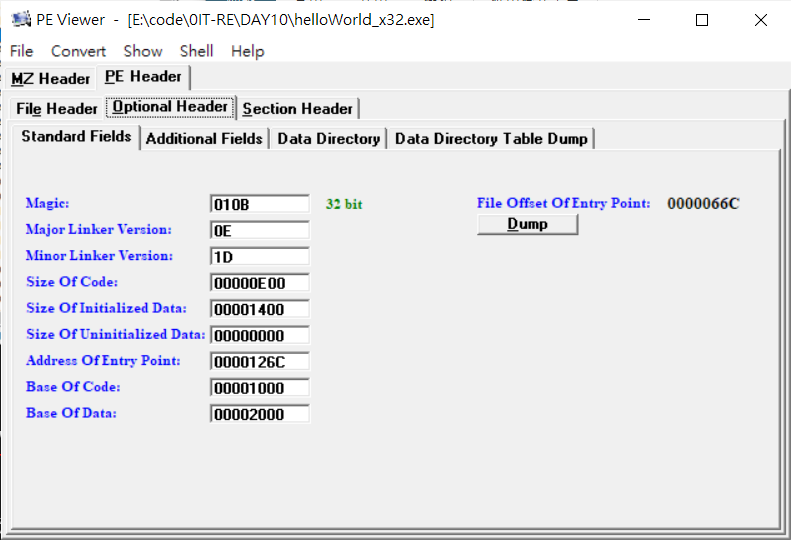 PE Viewer - [E:\code\0IT-RE\DAY10\helloWorld_x32.exe]
File Convert Show Shell Help
MZ Header PE Header
File Header Optional Header Section Header
Standard Fields Additional Fields Data Directory Data Directory Table Dump
Magic: 010B 32 bit File Offset Of Entry Point: 0000066C
Major Linker Version: 0E Dump
Minor Linker Version: 1D
Size Of Code: 00000E00
Size Of Initialized Data: 00001400
Size Of Uninitialized Data: 00000000
Address Of Entry Point: 0000126C
Base Of Code: 00001000
Base Of Data: 00002000